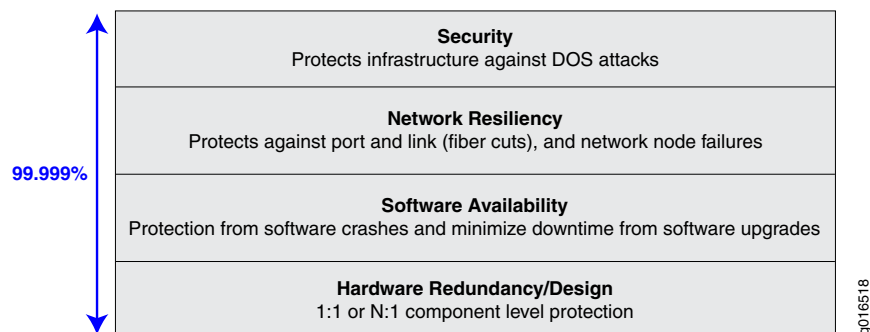 Security
Protects infrastructure against DOS attacks
Network Resiliency
Protects against port and link (fiber cuts), and network node failures
99.999%
Software Availability
Protection from software crashes and minimize downtime from software upgrades
Hardware Redundancy/Design
1:1 or N:1 component level protection
g016518